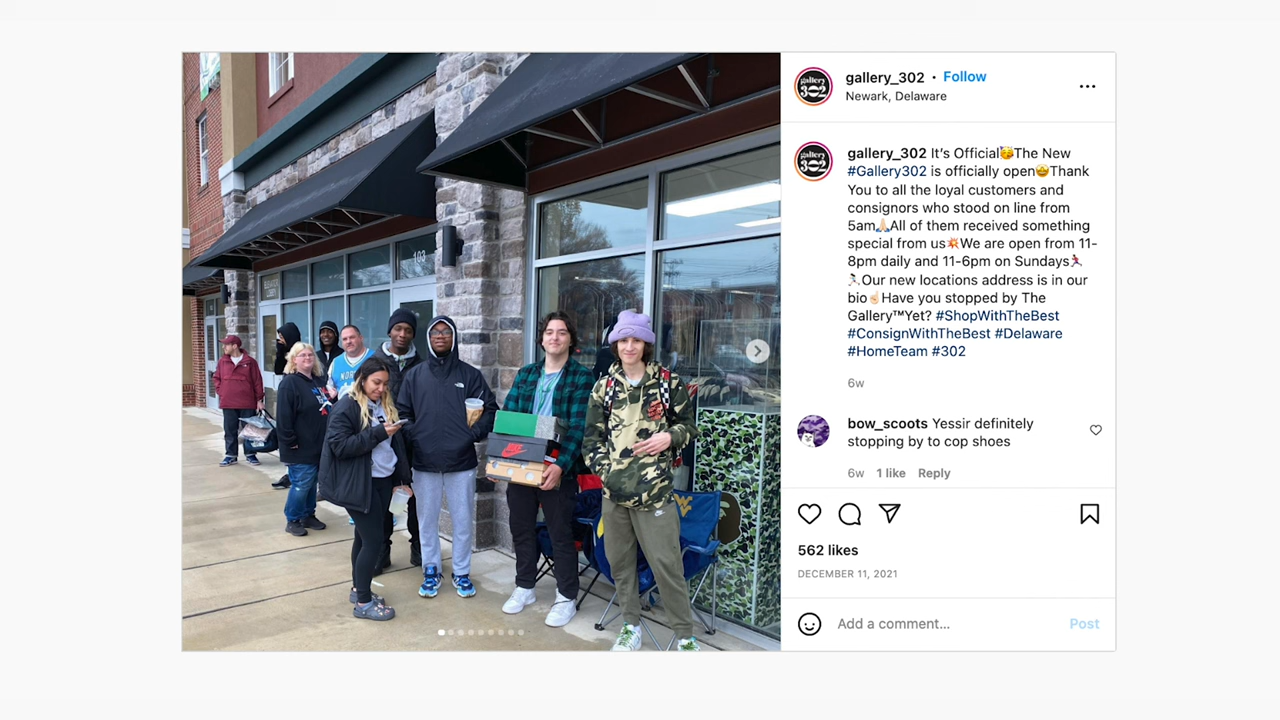 gallery_302 • Follow
Newark, Delaware
gallery 302
gallery_302 It's Official🥳The New
#Gallery302 is officially open🤩Thank
You to all the loyal customers and
consignors who stood on line from
5am🙏🏻All of them received something
special from us💥We are open from 11-
8pm daily and 11-6pm on Sundays🏃🏽‍♀️
🏃🏻.Our new locations address is in our
bio☝🏻Have you stopped by The
Gallery™Yet? #ShopWithTheBest
#ConsignWithTheBest #Delaware
#HomeTeam #302
6w
bow_scoots Yessir definitely
stopping by to cop shoes
6w 1 like Reply
562 likes
DECEMBER 11, 2021
Add a comment... Post
103
NIKE